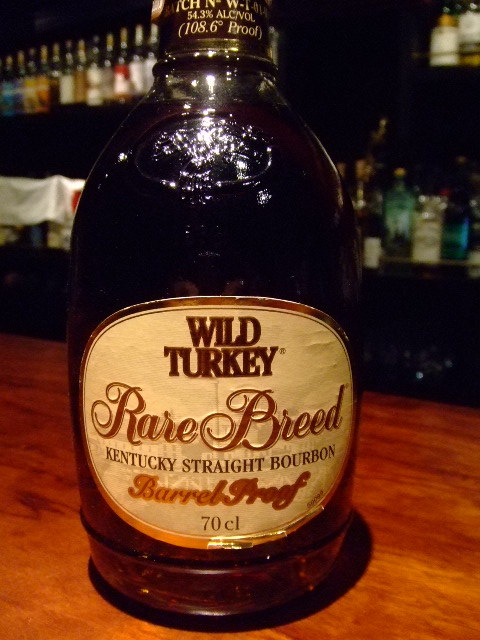 54.3% ALC/VOL
(108.6° Proof)
WILD
TURKEY®
Rare Breed
KENTUCKY STRAIGHT BOURBON
Barrel Proof
70 cl